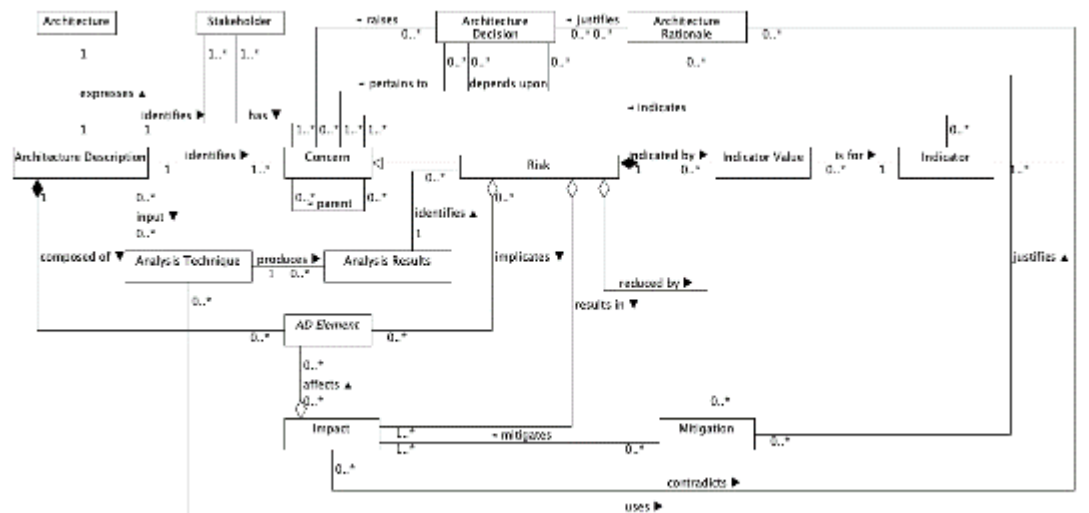 Architecture
Stakeholder
raises
Architecture
Decision
justifies
Architecture
Rationale
0..*
0..* 0..*
0..*
1
1..*
1..*
0..*
0..*
0..*
0..*
pertains to
depends upon
expresses ▲
identifies ▶
has ▼
indicates
1
1
1..*
0..*
1..*
1..*
0..*
Architecture Description
1
identifies ▶
1..*
Concern
Risk
1
indicated by ▶
0..*
Indicator Value
0..*
is for ▶
1
Indicator
1..*
1
0..*
0..*
parent
0..*
0..*
0..*
input ▼
0..*
identifies ▲
1
composed of ▼
Analysis Technique
produces ▶
1
0..*
Analysis Results
implicates ▼
justifies ▲
0..*
reduced by ▶
results in ▼
AD Element
0..*
0..*
0..*
affects ▲
0..*
0..*
Impact
1..*
mitigates
1..*
0..*
Mitigation
0..*
0..*
contradicts ▶
uses ▶